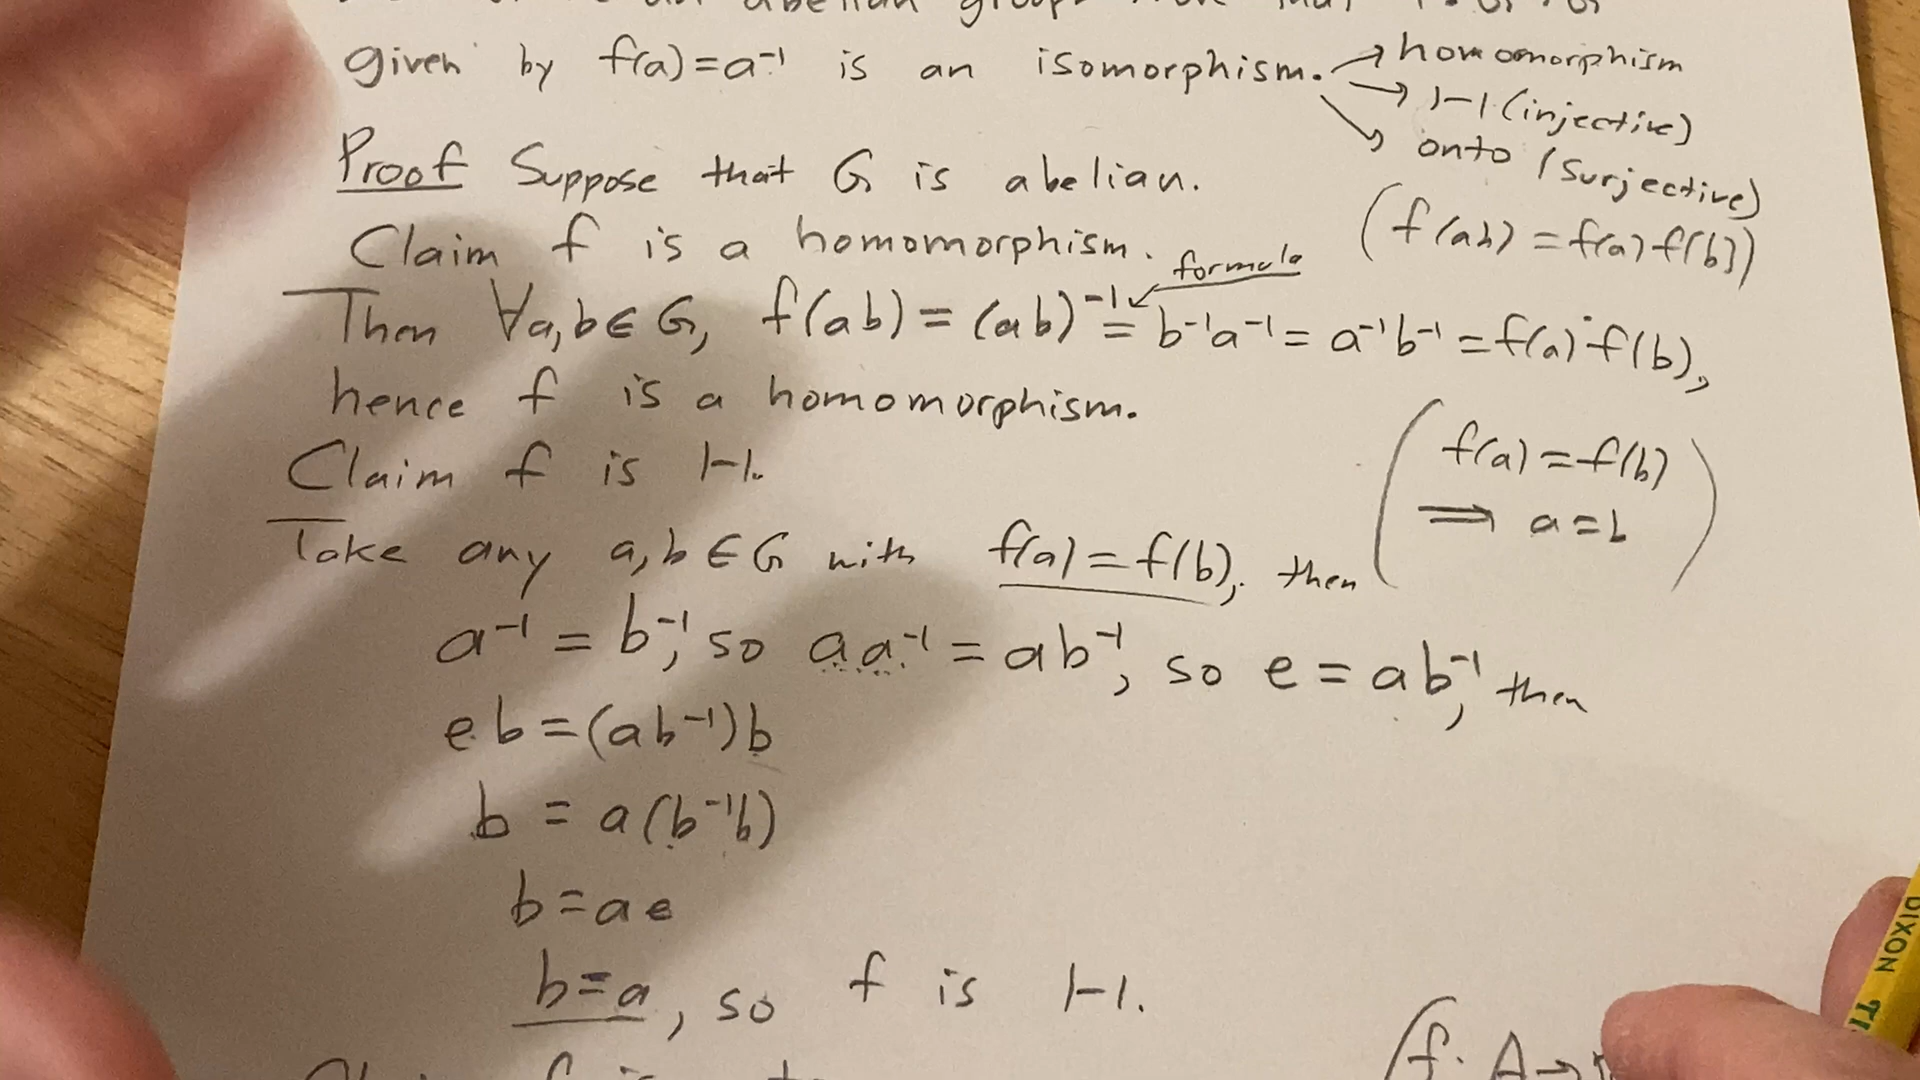 abelian
given by f(a)=a⁻¹ is an isomorphism. → homomorphism
→ 1-1 (injective)
→ onto (surjective)
Proof Suppose that G is abelian.
Claim f is a homomorphism. (f(ab) = f(a)f(b))
formula
Then ∀a,b∈G, f(ab) = (ab)⁻¹ = b⁻¹a⁻¹ = a⁻¹b⁻¹ = f(a)·f(b),
hence f is a homomorphism.
Claim f is 1-1.
(f(a)=f(b)
⟹ a=b)
Take any a,b∈G with f(a)=f(b), then
a⁻¹ = b⁻¹, so aa⁻¹ = ab⁻¹, so e = ab⁻¹, then
eb=(ab⁻¹)b
b = a(b⁻¹b)
b=ae
b=a, so f is 1-1.
f: A→
DIXON TI